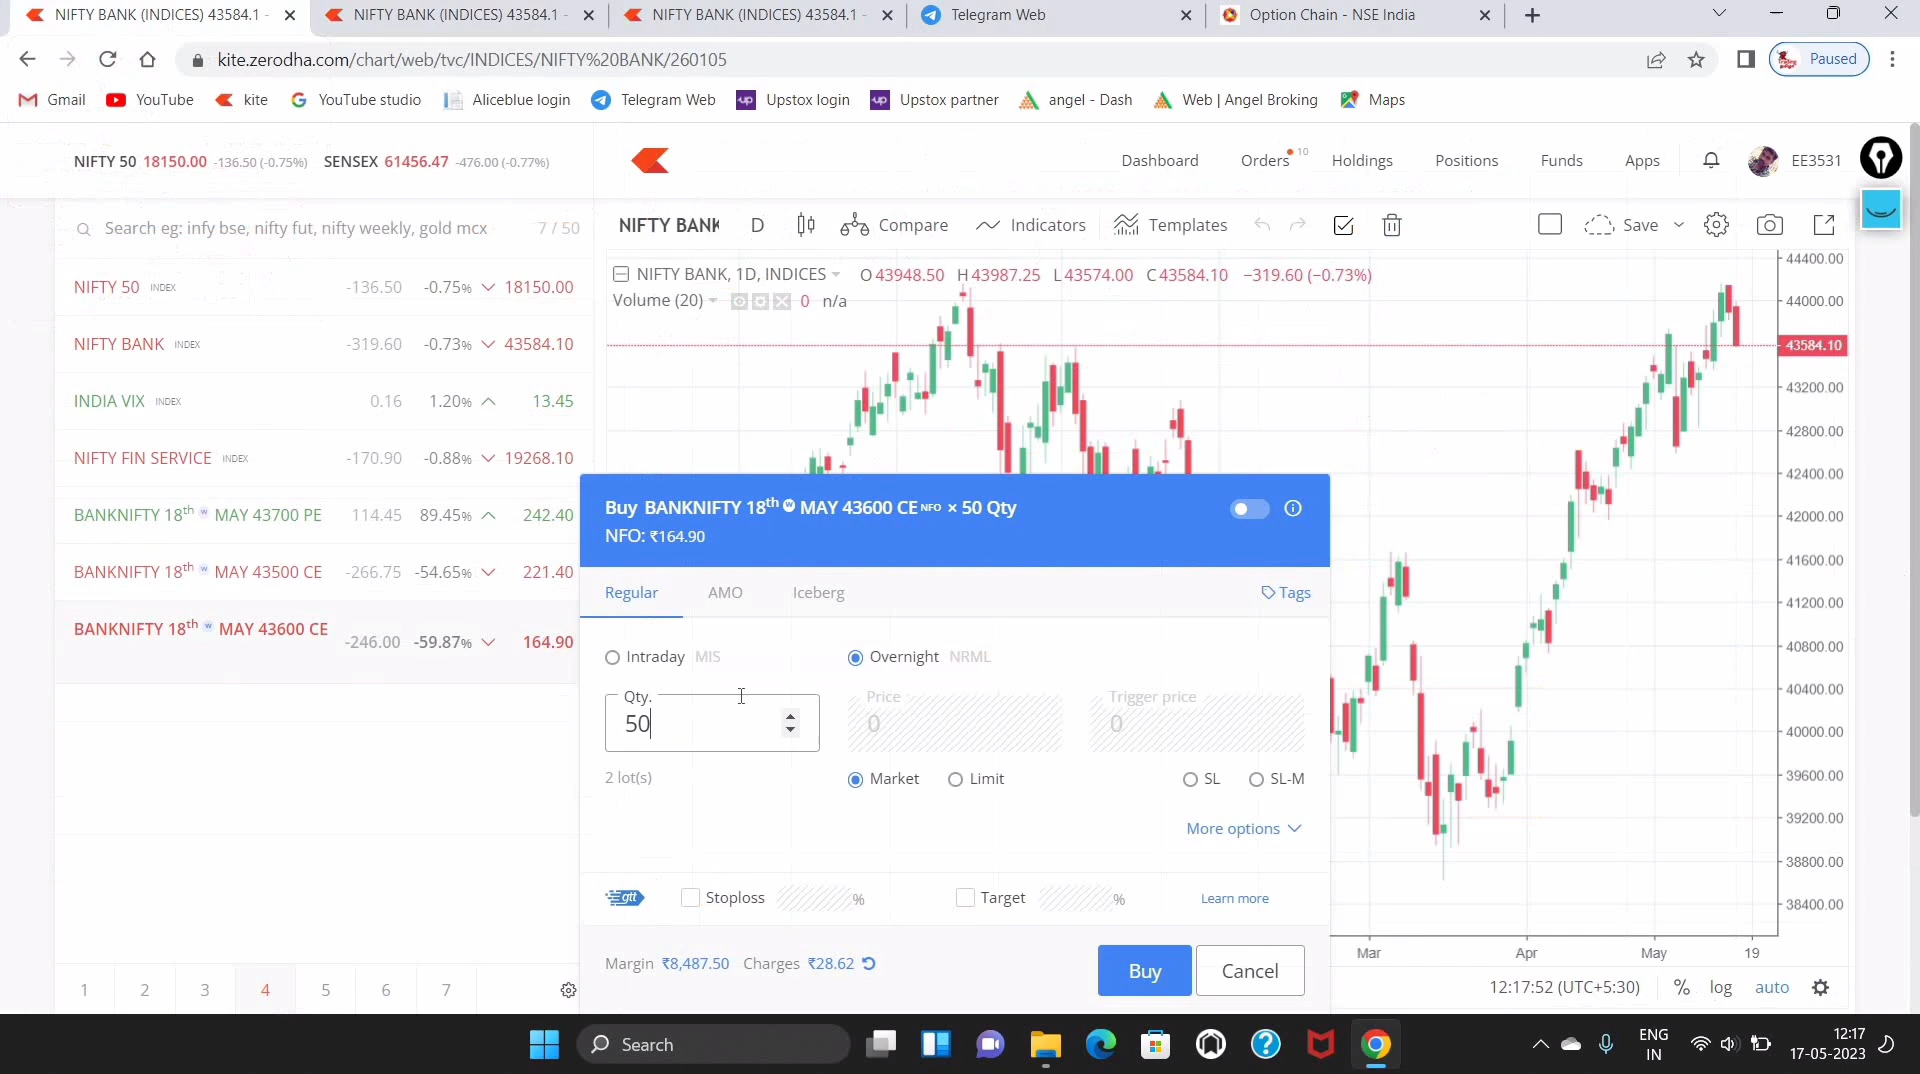 NIFTY BANK (INDICES) 43584.1 -
NIFTY BANK (INDICES) 43584.1 -
NIFTY BANK (INDICES) 43584.1 -
Telegram Web
Option Chain - NSE India
kite.zerodha.com/chart/web/tvc/INDICES/NIFTY%20BANK/260105
Paused
Gmail
YouTube
kite
YouTube studio
Aliceblue login
Telegram Web
Upstox login
Upstox partner
angel - Dash
Web | Angel Broking
Maps
NIFTY 50 18150.00 -136.50 (-0.75%) SENSEX 61456.47 -476.00 (-0.77%)
Dashboard
Orders 10
Holdings
Positions
Funds
Apps
EE3531
Search eg: infy bse, nifty fut, nifty weekly, gold mcx 7 / 50
NIFTY 50 INDEX -136.50 -0.75% 18150.00
NIFTY BANK INDEX -319.60 -0.73% 43584.10
INDIA VIX INDEX 0.16 1.20% 13.45
NIFTY FIN SERVICE INDEX -170.90 -0.88% 19268.10
BANKNIFTY 18th w MAY 43700 PE 114.45 89.45% 242.40
BANKNIFTY 18th w MAY 43500 CE -266.75 -54.65% 221.40
BANKNIFTY 18th w MAY 43600 CE -246.00 -59.87% 164.90
1 2 3 4 5 6 7
NIFTY BANK D Compare Indicators Templates Save
NIFTY BANK, 1D, INDICES O43948.50 H43987.25 L43574.00 C43584.10 −319.60 (−0.73%)
Volume (20) 0 n/a
44400.00
44000.00
43584.10
43200.00
42800.00
42400.00
42000.00
41600.00
41200.00
40800.00
40400.00
40000.00
39600.00
39200.00
38800.00
38400.00
Mar Apr May 19
12:17:52 (UTC+5:30) % log auto
Buy BANKNIFTY 18th w MAY 43600 CE NFO × 50 Qty
NFO: ₹164.90
Regular AMO Iceberg Tags
Intraday MIS Overnight NRML
Qty. Price Trigger price
50 0 0
2 lot(s) Market Limit SL SL-M
More options
gtt Stoploss % Target % Learn more
Margin ₹8,487.50 Charges ₹28.62 Buy Cancel
Search
ENG
IN
12:17
17-05-2023